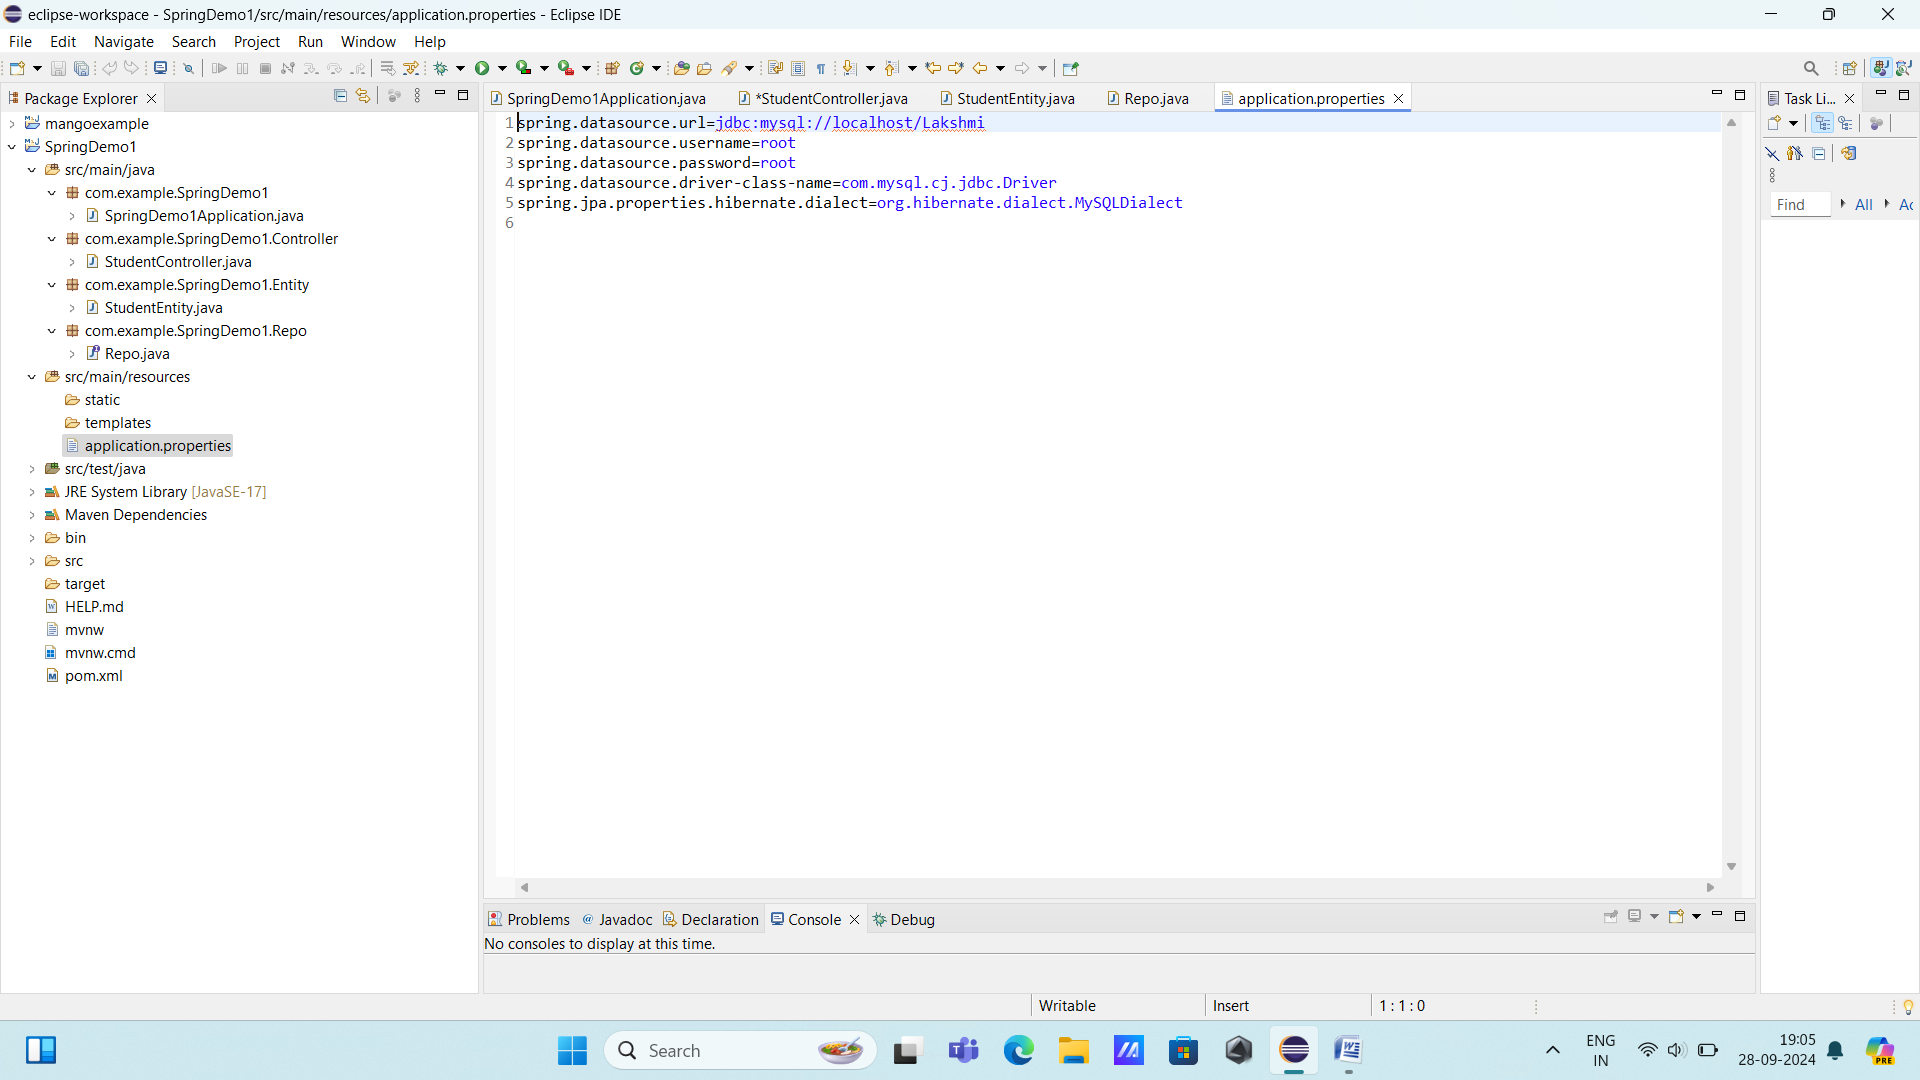 eclipse-workspace - SpringDemo1/src/main/resources/application.properties - Eclipse IDE
File Edit Navigate Search Project Run Window Help
Package Explorer
mangoexample
SpringDemo1
src/main/java
com.example.SpringDemo1
SpringDemo1Application.java
com.example.SpringDemo1.Controller
StudentController.java
com.example.SpringDemo1.Entity
StudentEntity.java
com.example.SpringDemo1.Repo
Repo.java
src/main/resources
static
templates
application.properties
src/test/java
JRE System Library [JavaSE-17]
Maven Dependencies
bin
src
target
HELP.md
mvnw
mvnw.cmd
pom.xml
SpringDemo1Application.java *StudentController.java StudentEntity.java Repo.java application.properties
1 spring.datasource.url=jdbc:mysql://localhost/Lakshmi
2 spring.datasource.username=root
3 spring.datasource.password=root
4 spring.datasource.driver-class-name=com.mysql.cj.jdbc.Driver
5 spring.jpa.properties.hibernate.dialect=org.hibernate.dialect.MySQLDialect
6
Task Li...
Find All Ac
Problems Javadoc Declaration Console Debug
No consoles to display at this time.
Writable Insert 1 : 1 : 0
Search
ENG
IN
19:05
28-09-2024
PRE